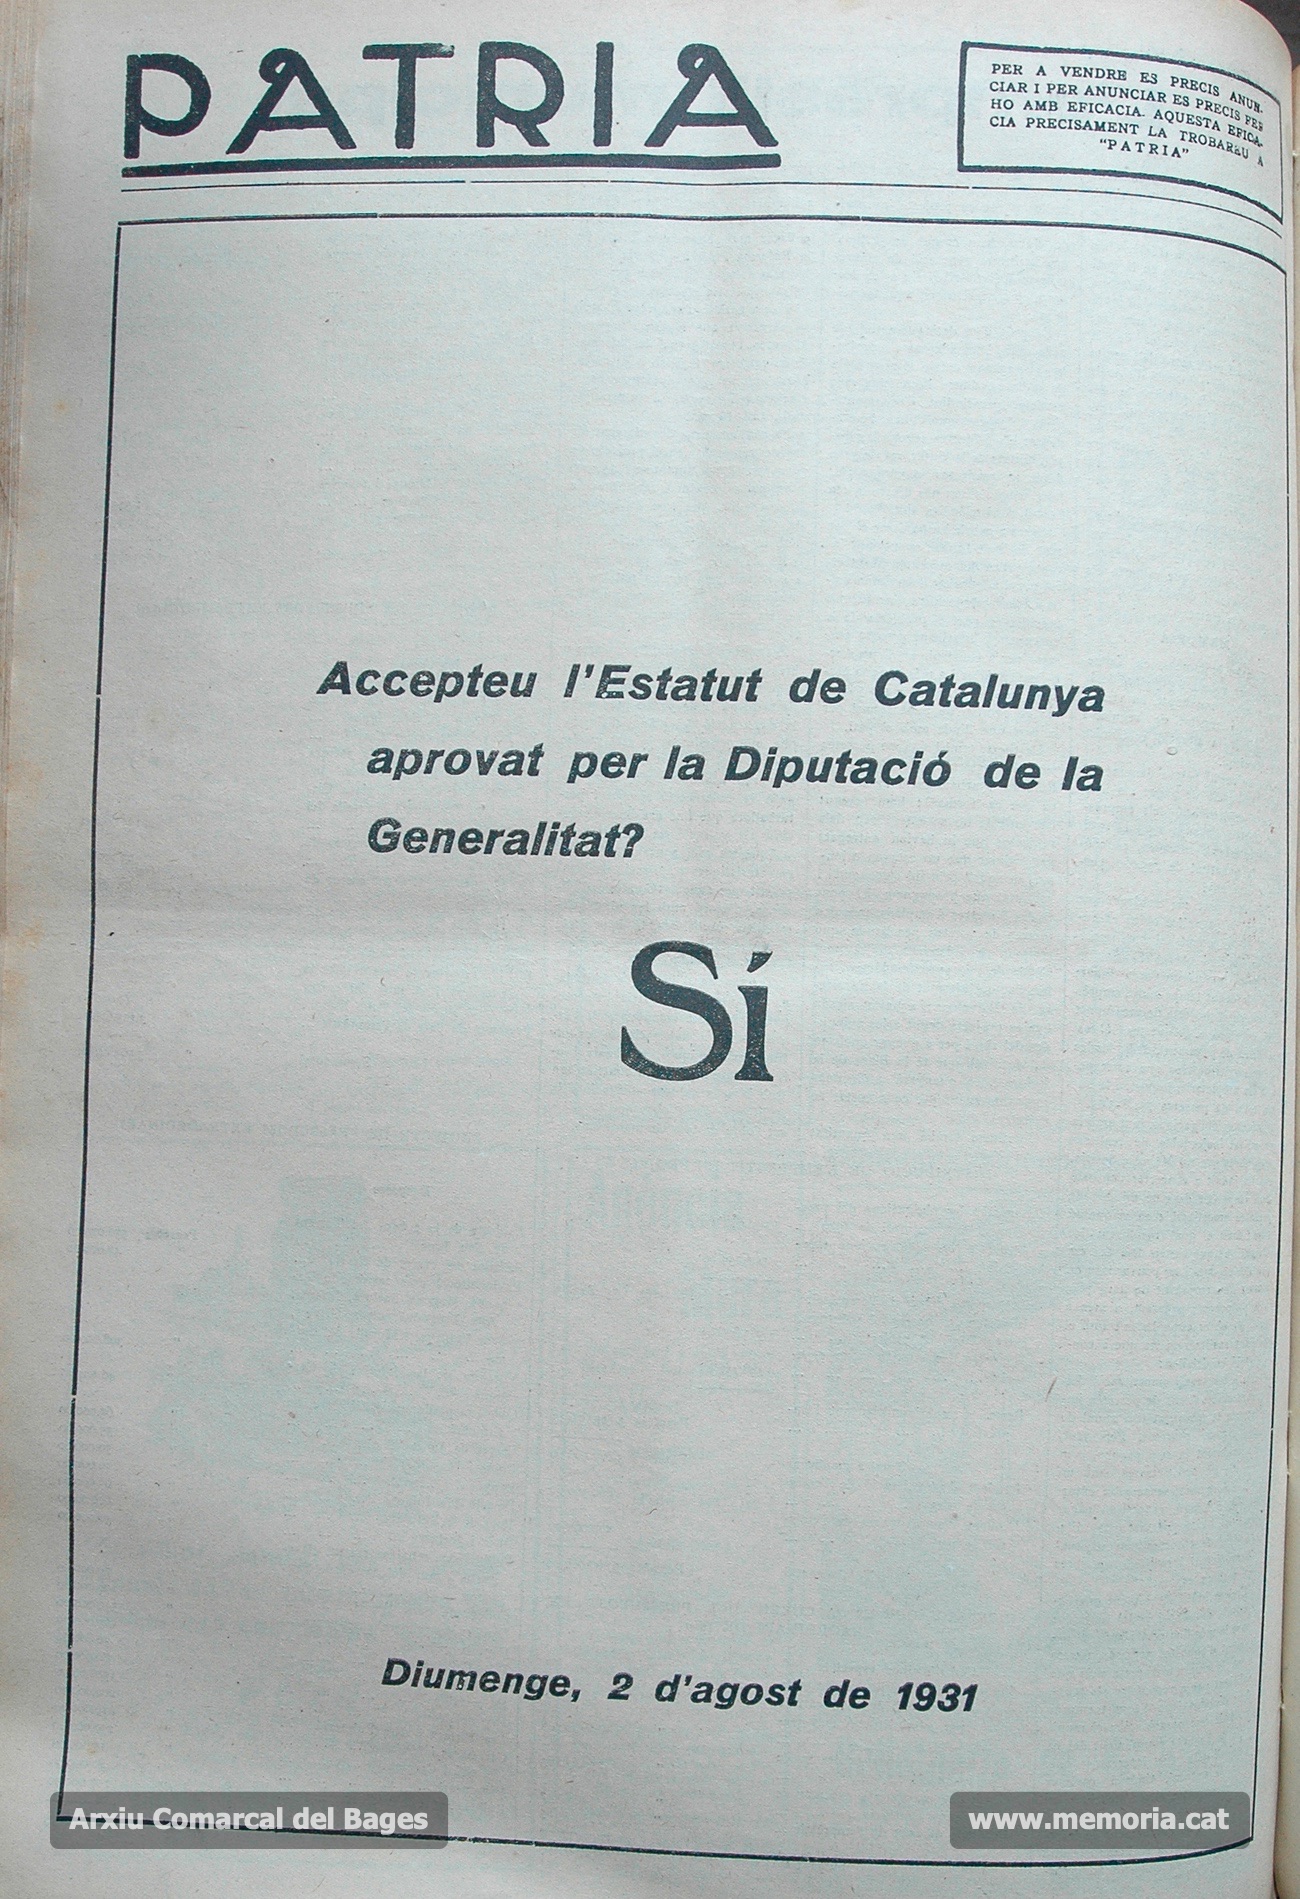 PATRIA
PER A VENDRE ES PRECIS ANUN-
CIAR I PER ANUNCIAR ES PRECIS FER
HO AMB EFICACIA. AQUESTA EFICA-
CIA PRECISAMENT LA TROBAREU A
"PATRIA"
Accepteu l'Estatut de Catalunya
aprovat per la Diputació de la
Generalitat?
Sí
Diumenge, 2 d'agost de 1931
Arxiu Comarcal del Bages
www.memoria.cat